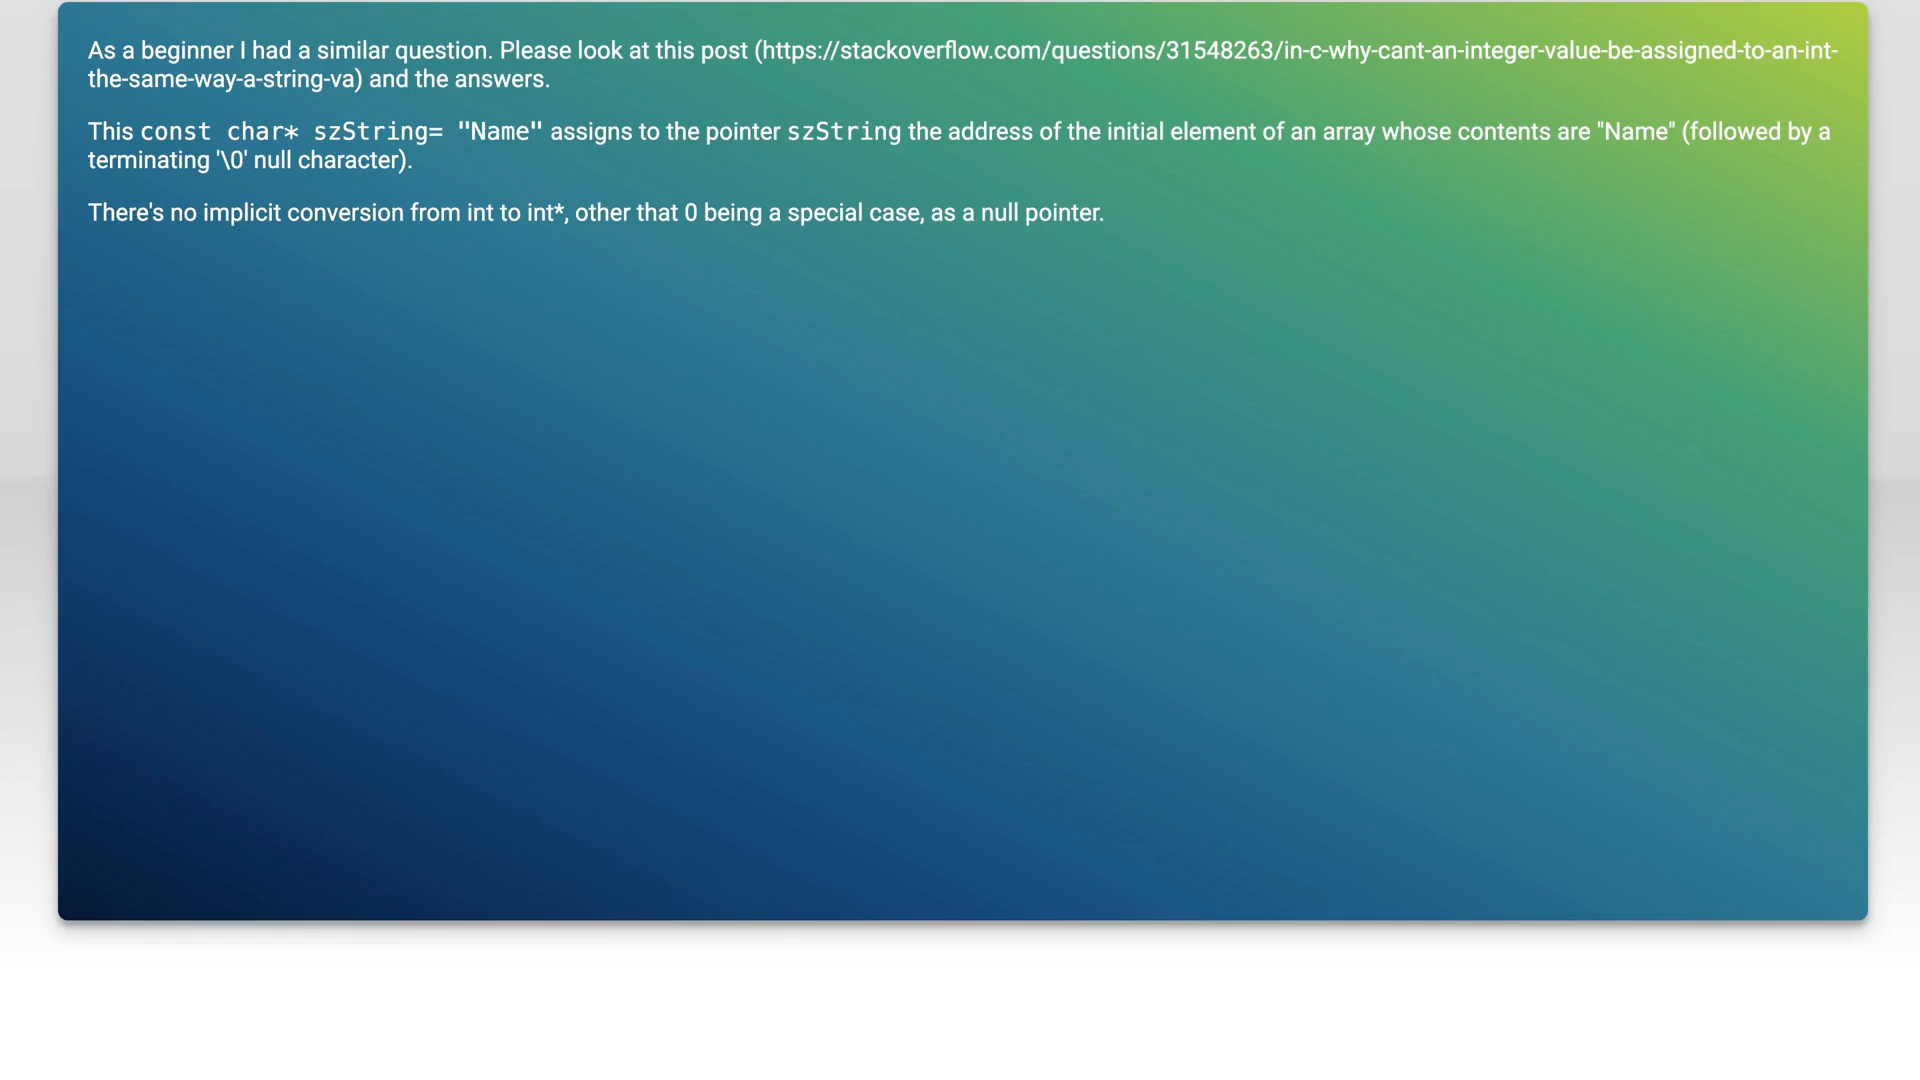 As a beginner I had a similar question. Please look at this post (https://stackoverflow.com/questions/31548263/in-c-why-cant-an-integer-value-be-assigned-to-an-int-
the-same-way-a-string-va) and the answers.
This const char* szString= "Name" assigns to the pointer szString the address of the initial element of an array whose contents are "Name" (followed by a
terminating '\0' null character).
There's no implicit conversion from int to int*, other that 0 being a special case, as a null pointer.